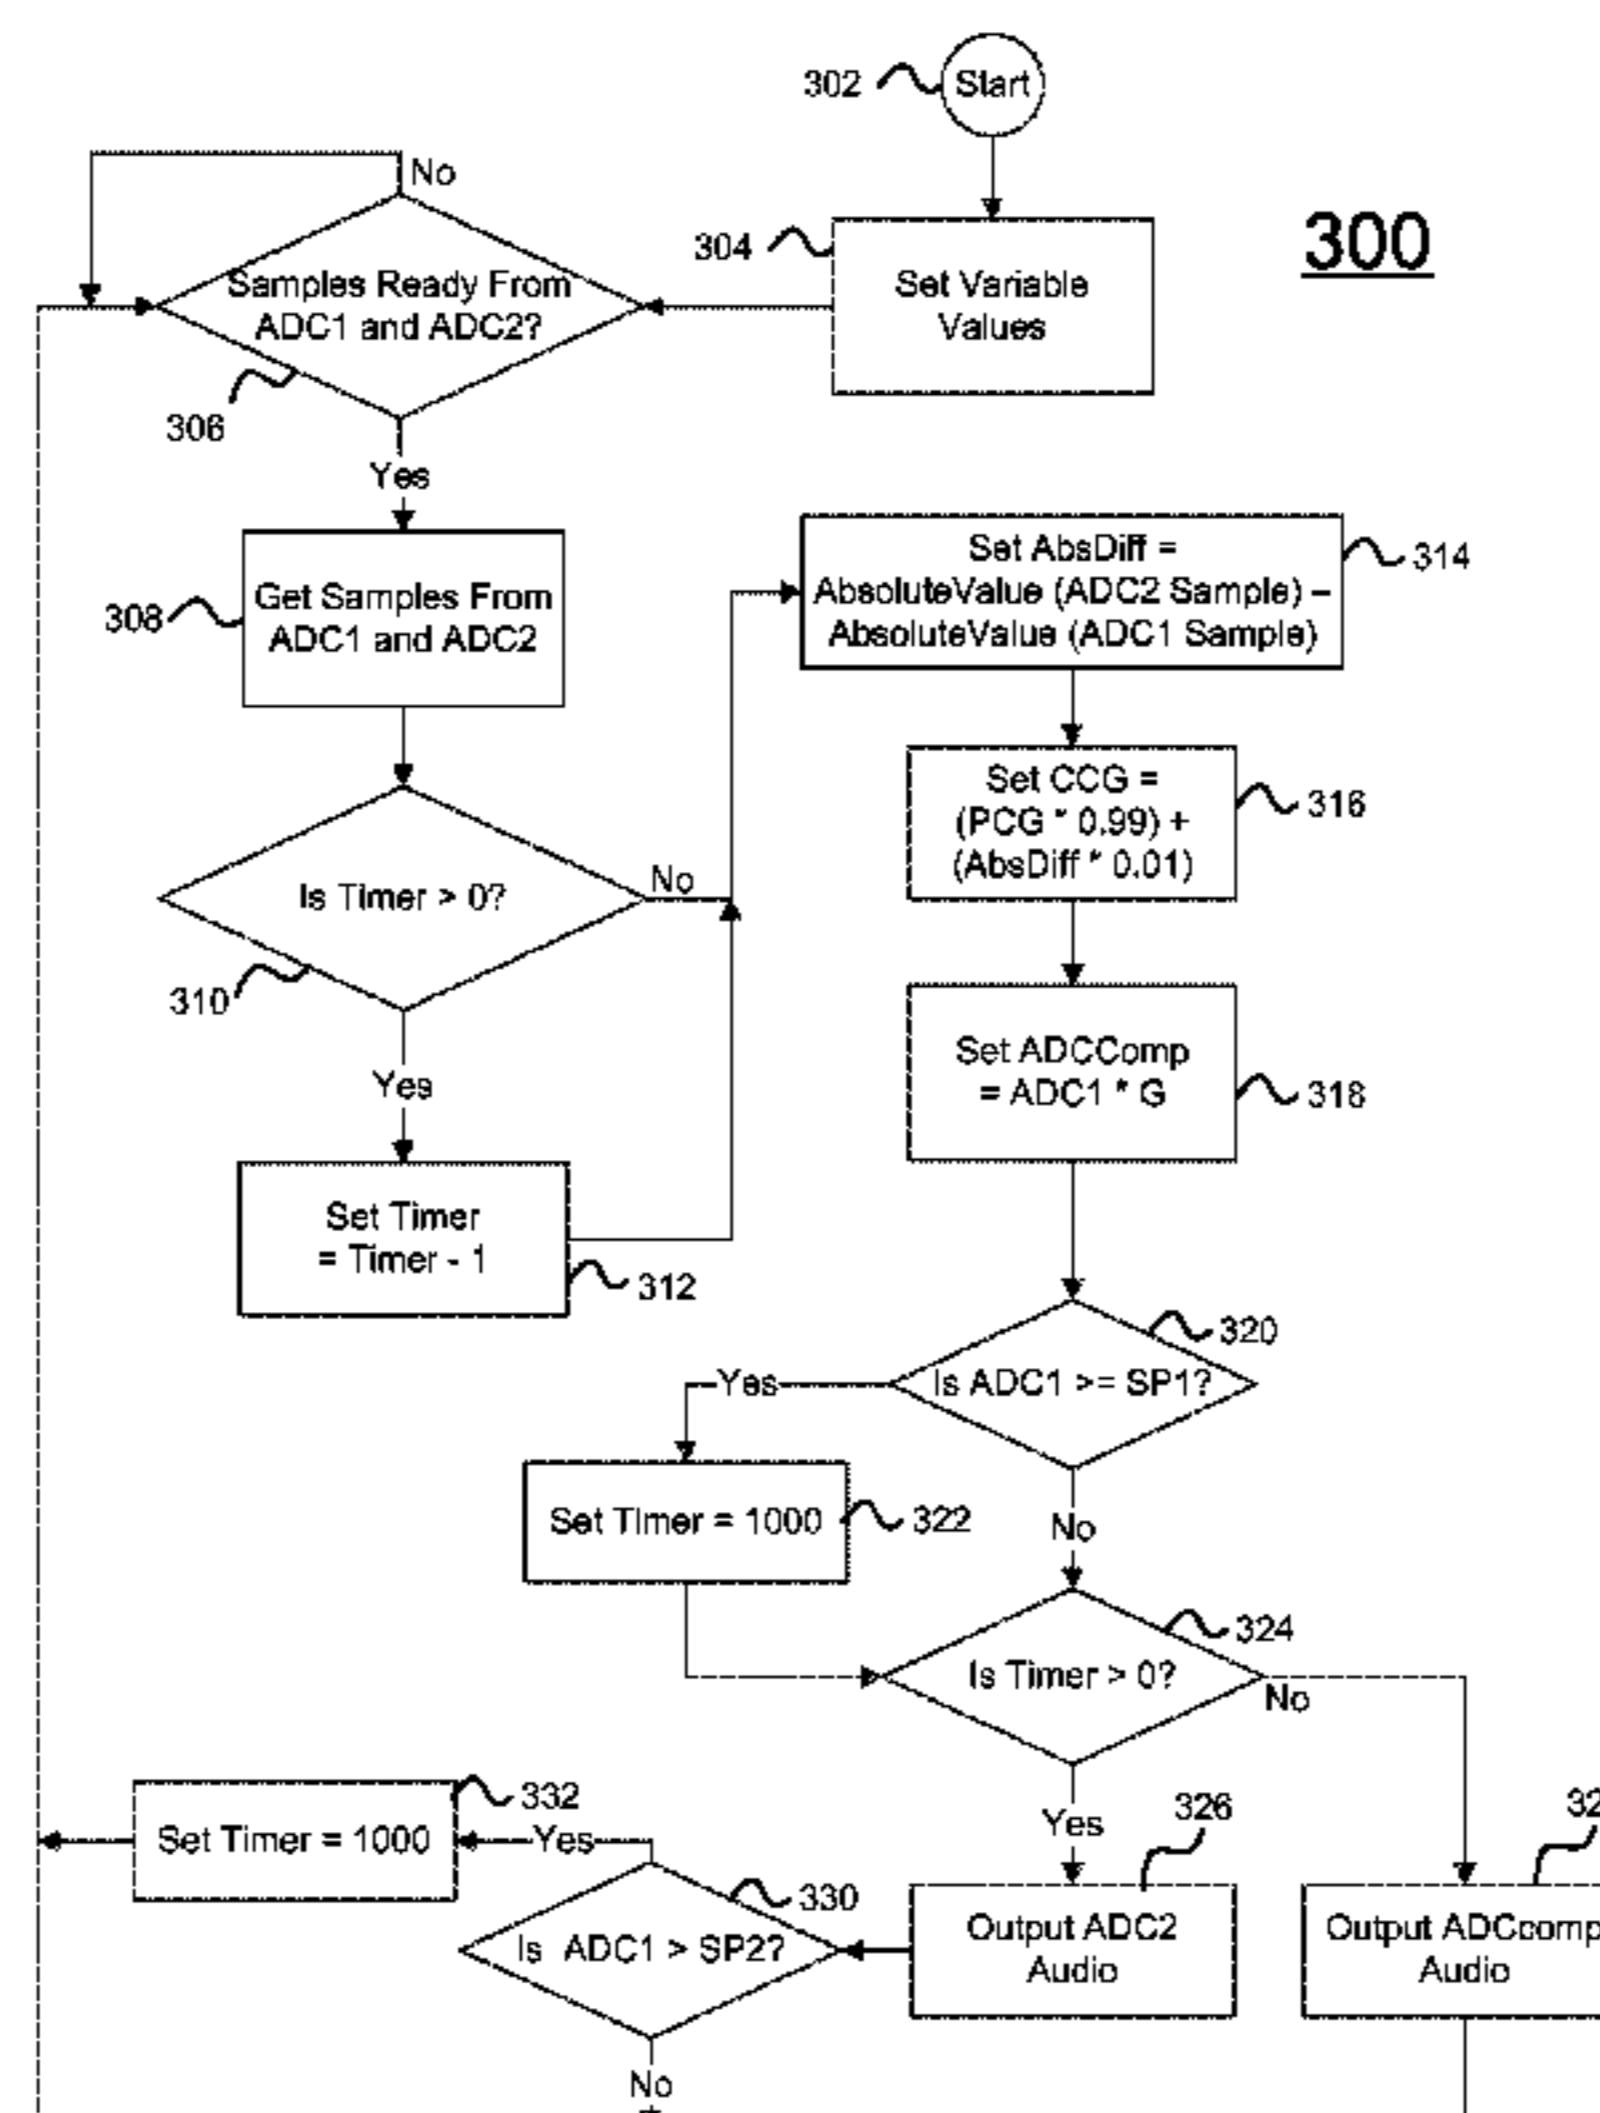 302
Start
No
304
300
Samples Ready From
ADC1 and ADC2?
Set Variable
Values
306
Yes
308
Get Samples From
ADC1 and ADC2
Set AbsDiff =
AbsoluteValue (ADC2 Sample) –
AbsoluteValue (ADC1 Sample)
314
Set CCG =
(PCG * 0.99) +
(AbsDiff * 0.01)
316
Is Timer > 0?
No
310
Yes
Set ADCComp
= ADC1 * G
318
Set Timer
= Timer - 1
312
320
Is ADC1 >= SP1?
Yes
Set Timer = 1000
322
No
324
Is Timer > 0?
No
332
Set Timer = 1000
Yes
Yes
326
330
Is ADC1 > SP2?
Output ADC2
Audio
Output ADCcomp
Audio
No